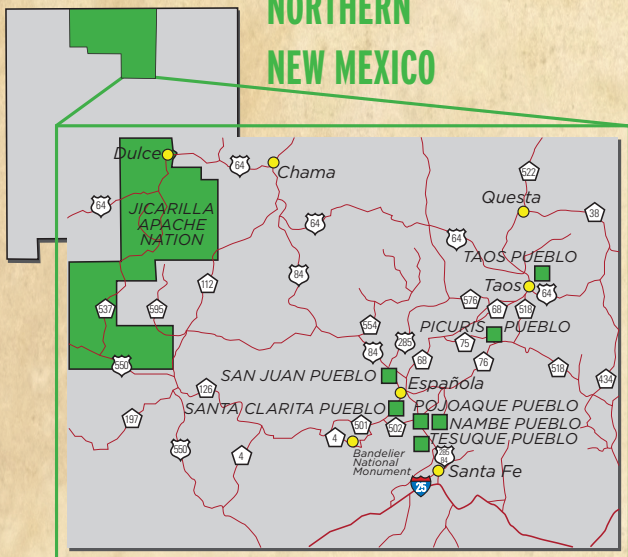 NORTHERN
NEW MEXICO
Dulce
64
Chama
522
Questa
38
64
JICARILLA
APACHE
NATION
64
64
TAOS PUEBLO
84
Taos
64
112
576
68
518
537
595
554
285
PICURIS PUEBLO
84
68
75
76
518
550
SAN JUAN PUEBLO
434
126
Española
SANTA CLARITA PUEBLO
POJOAQUE PUEBLO
197
501
502
NAMBE PUEBLO
4
TESUQUE PUEBLO
550
4
Bandelier
National
Monument
285
84
Santa Fe
25